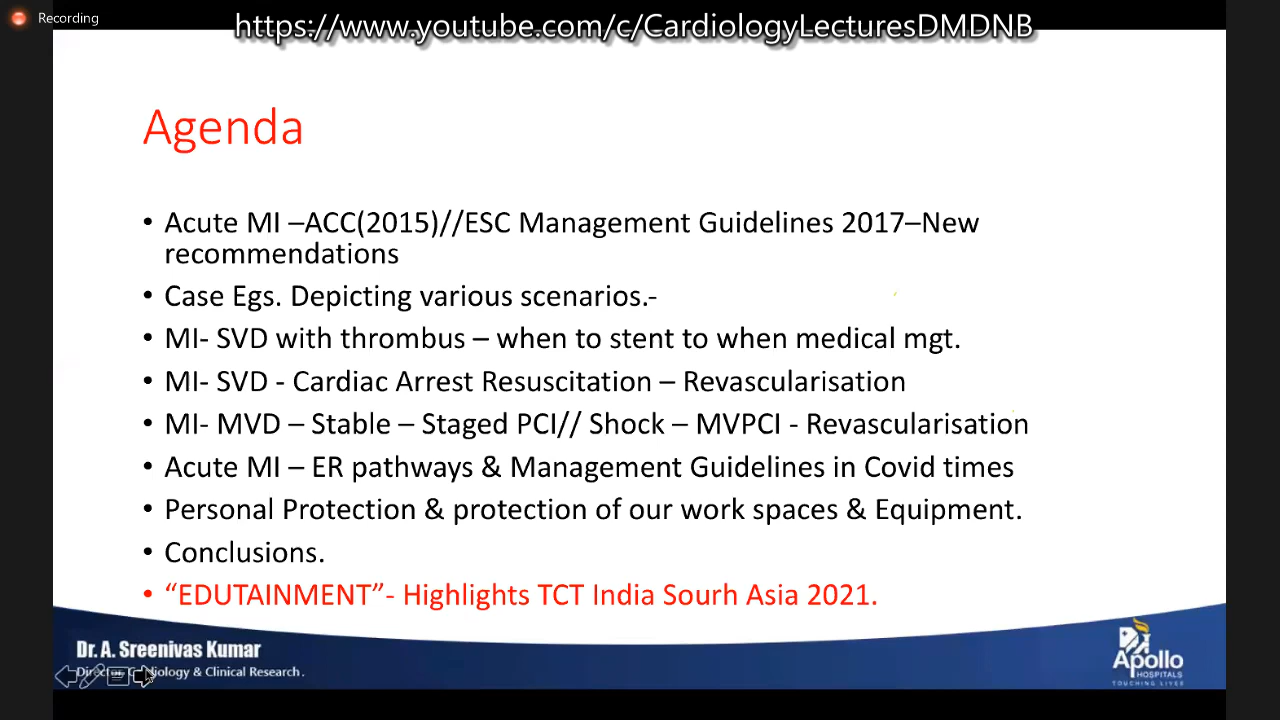 Recording
https://www.youtube.com/c/CardiologyLecturesDMDNB
Agenda
• Acute MI –ACC(2015)//ESC Management Guidelines 2017–New
recommendations
• Case Egs. Depicting various scenarios.-
• MI- SVD with thrombus – when to stent to when medical mgt.
• MI- SVD - Cardiac Arrest Resuscitation – Revascularisation
• MI- MVD – Stable – Staged PCI// Shock – MVPCI - Revascularisation
• Acute MI – ER pathways & Management Guidelines in Covid times
• Personal Protection & protection of our work spaces & Equipment.
• Conclusions.
• “EDUTAINMENT”- Highlights TCT India Sourh Asia 2021.
Dr. A. Sreenivas Kumar
Director Cardiology & Clinical Research.
Apollo
HOSPITALS
TOUCHING LIVES